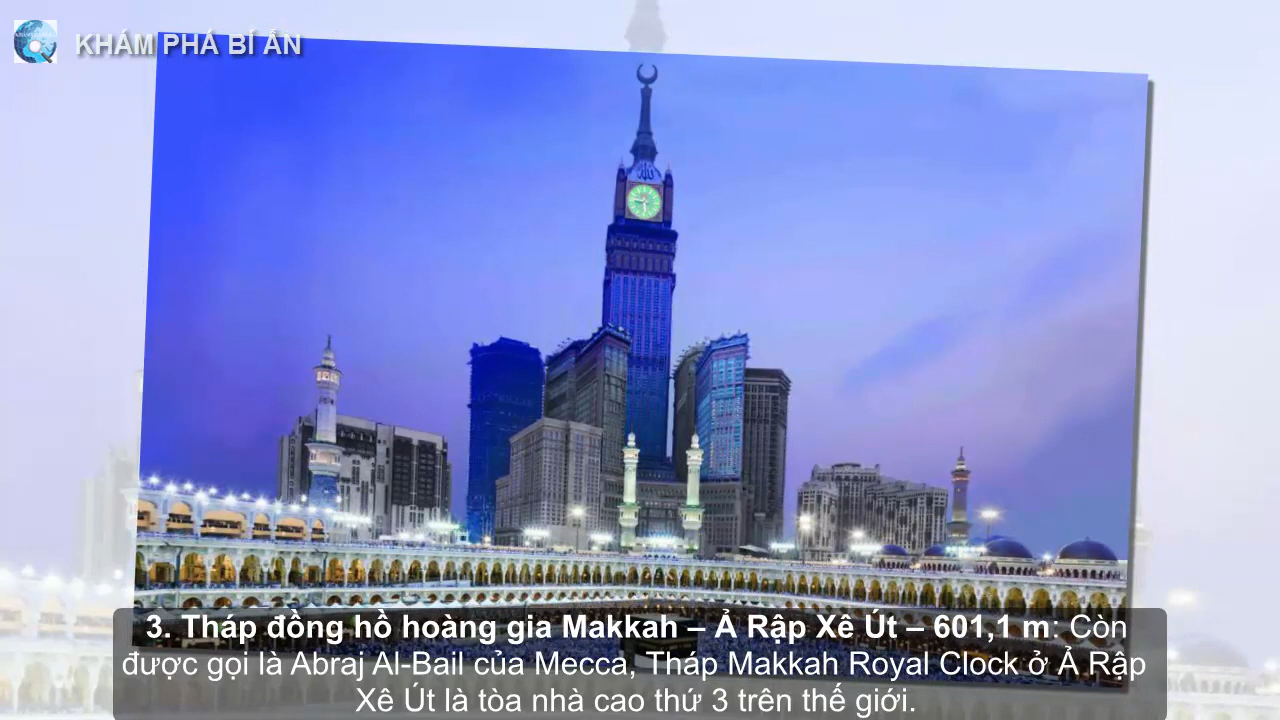 KHÁM PHÁ BÍ ẨN
3. Tháp đồng hồ hoàng gia Makkah – Ả Rập Xê Út – 601,1 m: Còn
được gọi là Abraj Al-Bail của Mecca, Tháp Makkah Royal Clock ở Ả Rập
Xê Út là tòa nhà cao thứ 3 trên thế giới.